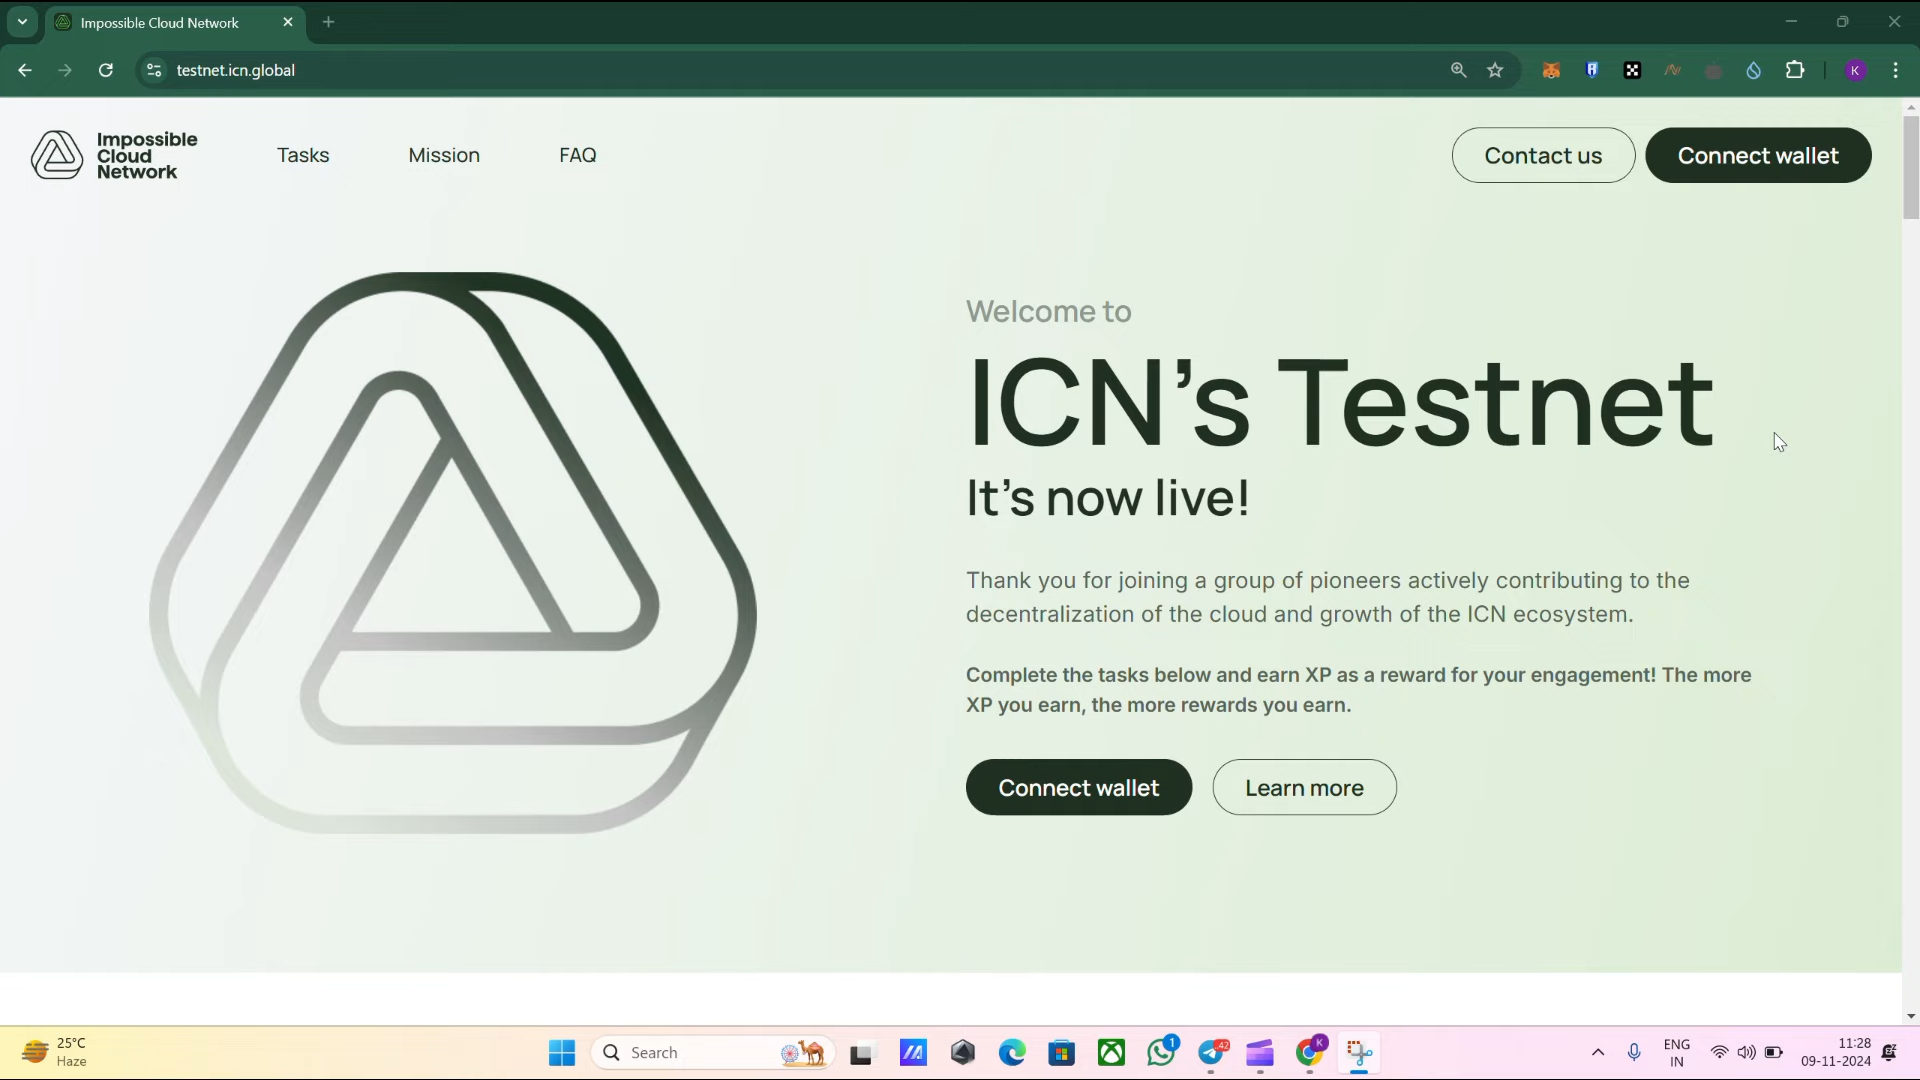 Impossible Cloud Network
testnet.icn.global
K
Impossible
Cloud
Network
Tasks
Mission
FAQ
Contact us
Connect wallet
Welcome to
ICN’s Testnet
It’s now live!
Thank you for joining a group of pioneers actively contributing to the
decentralization of the cloud and growth of the ICN ecosystem.
Complete the tasks below and earn XP as a reward for your engagement! The more
XP you earn, the more rewards you earn.
Connect wallet
Learn more
25°C
Haze
Search
1
42
K
ENG
IN
11:28
09-11-2024